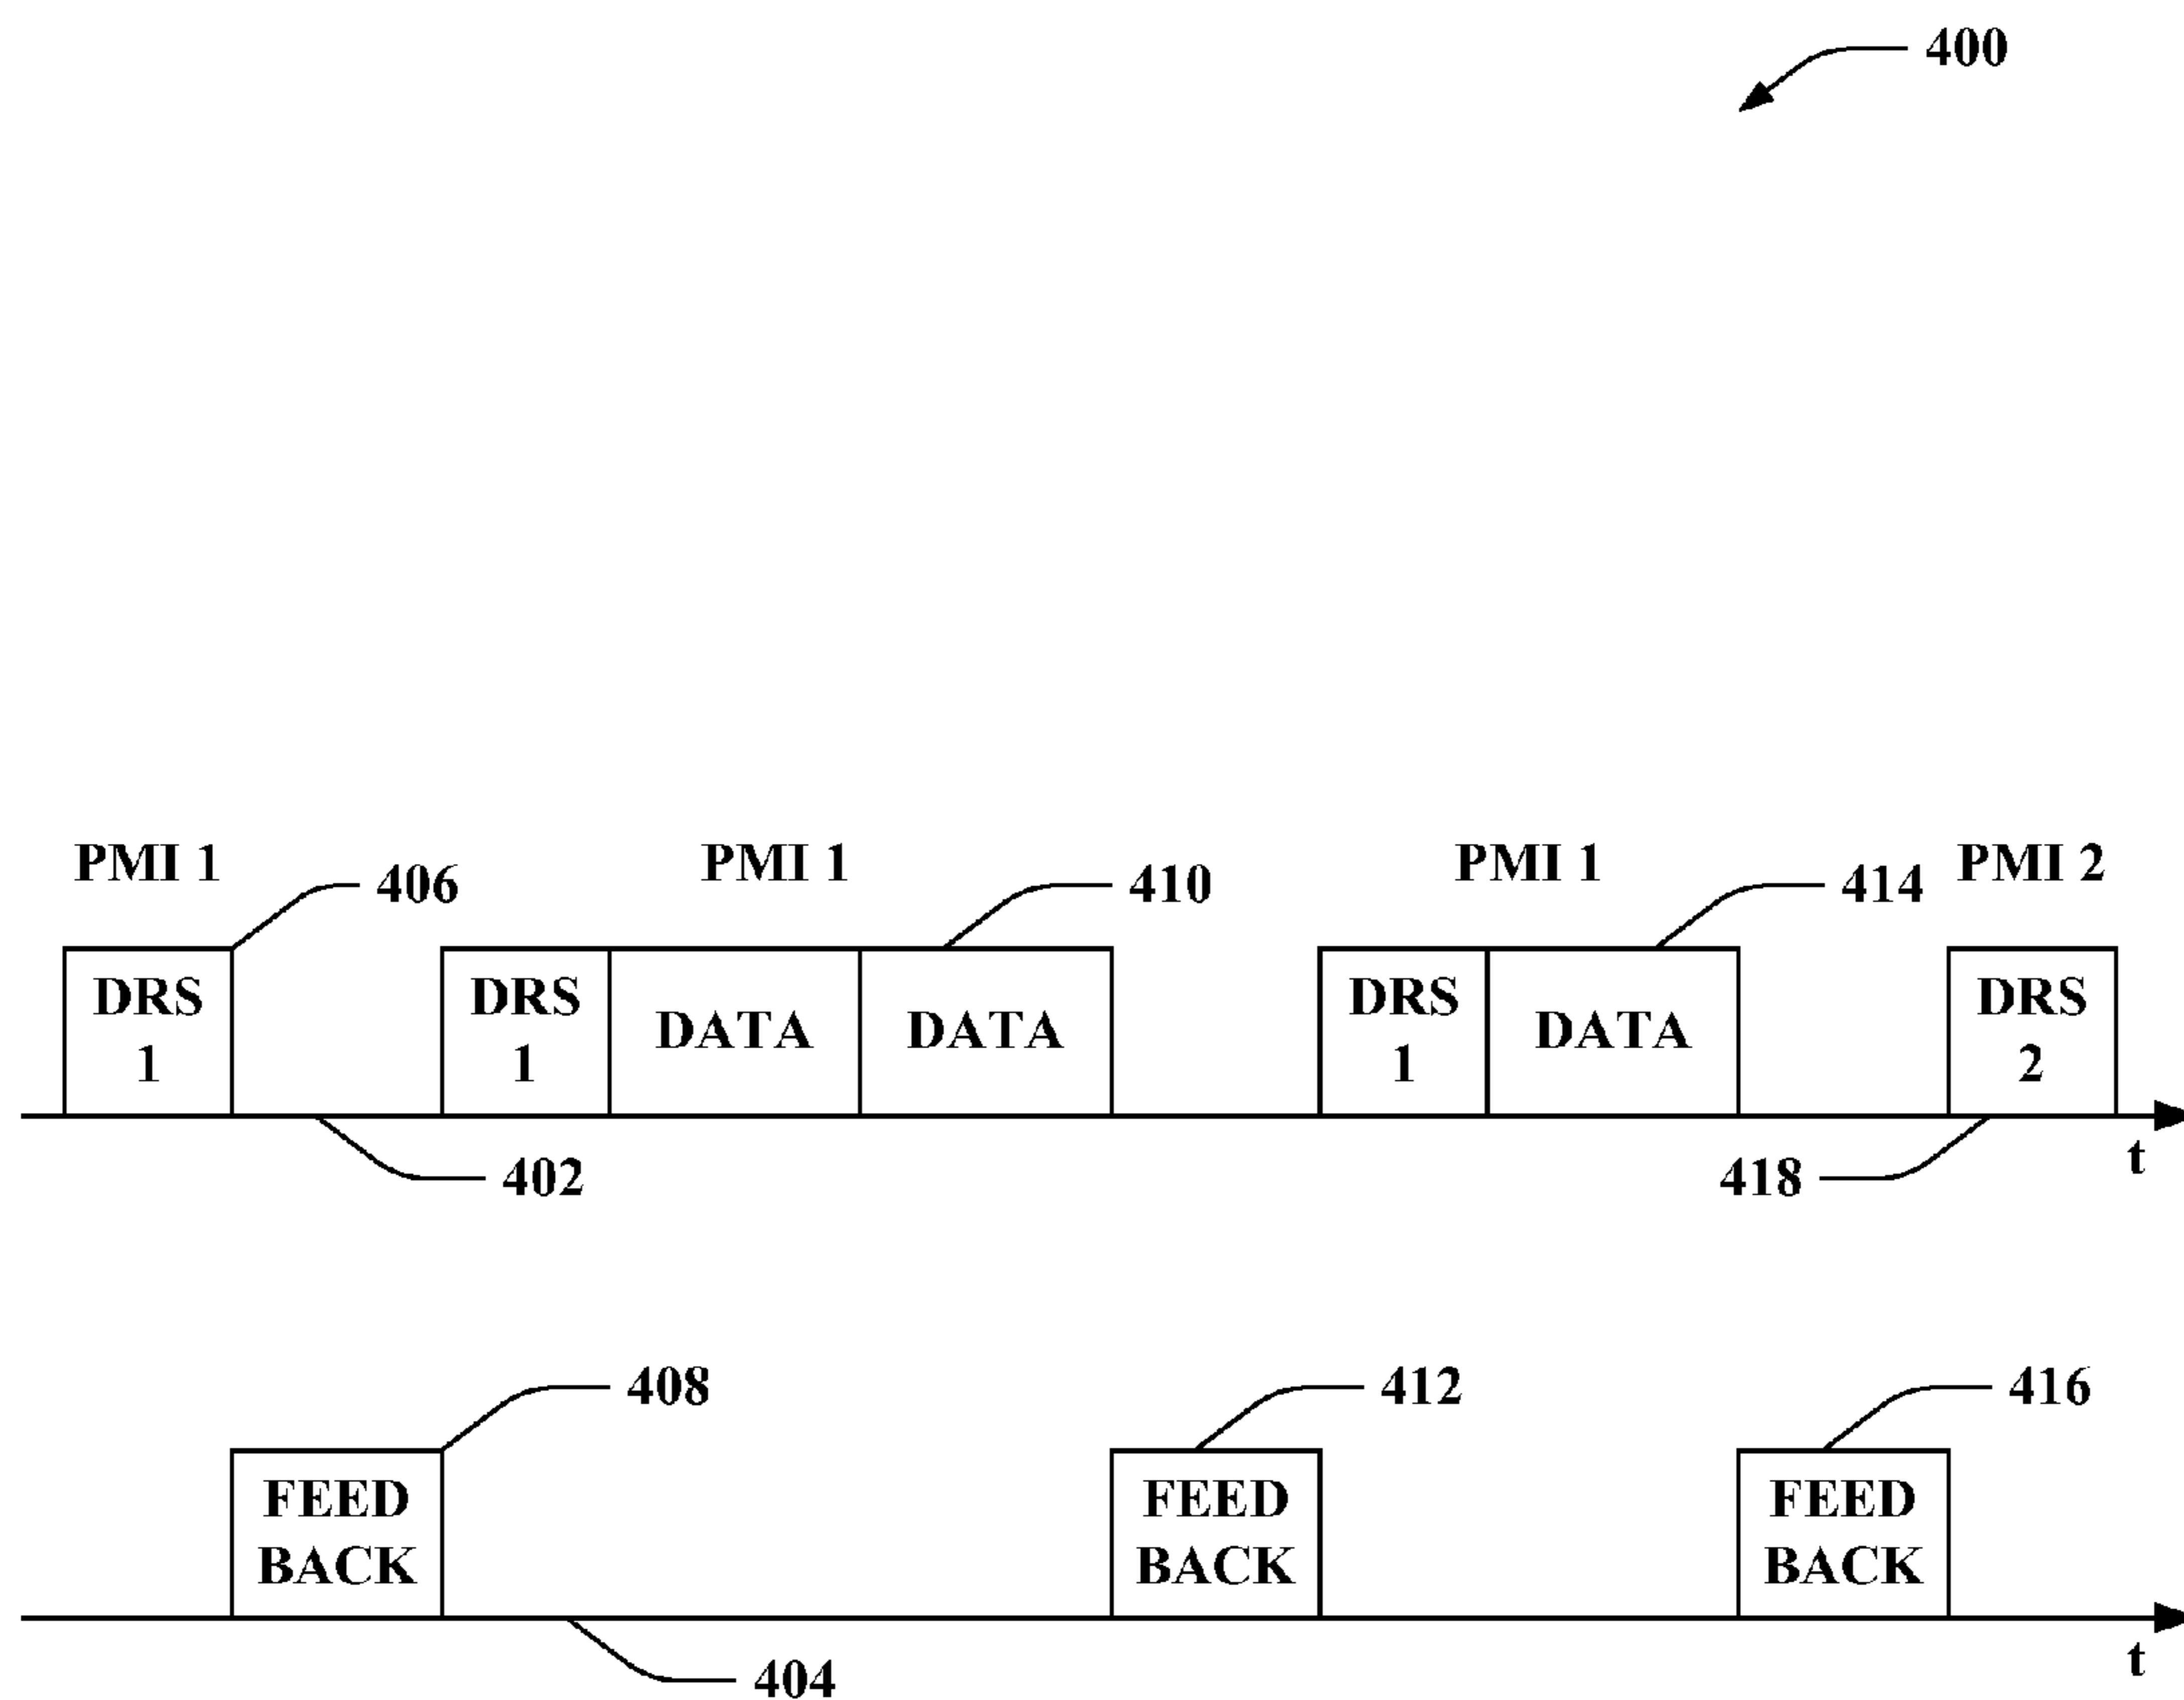 400
PMI 1
406
PMI 1
410
PMI 1
414
PMI 2
DRS
1
DRS
1
DATA
DATA
DRS
1
DATA
DRS
2
402
418
t
408
412
416
FEED
BACK
FEED
BACK
FEED
BACK
404
t